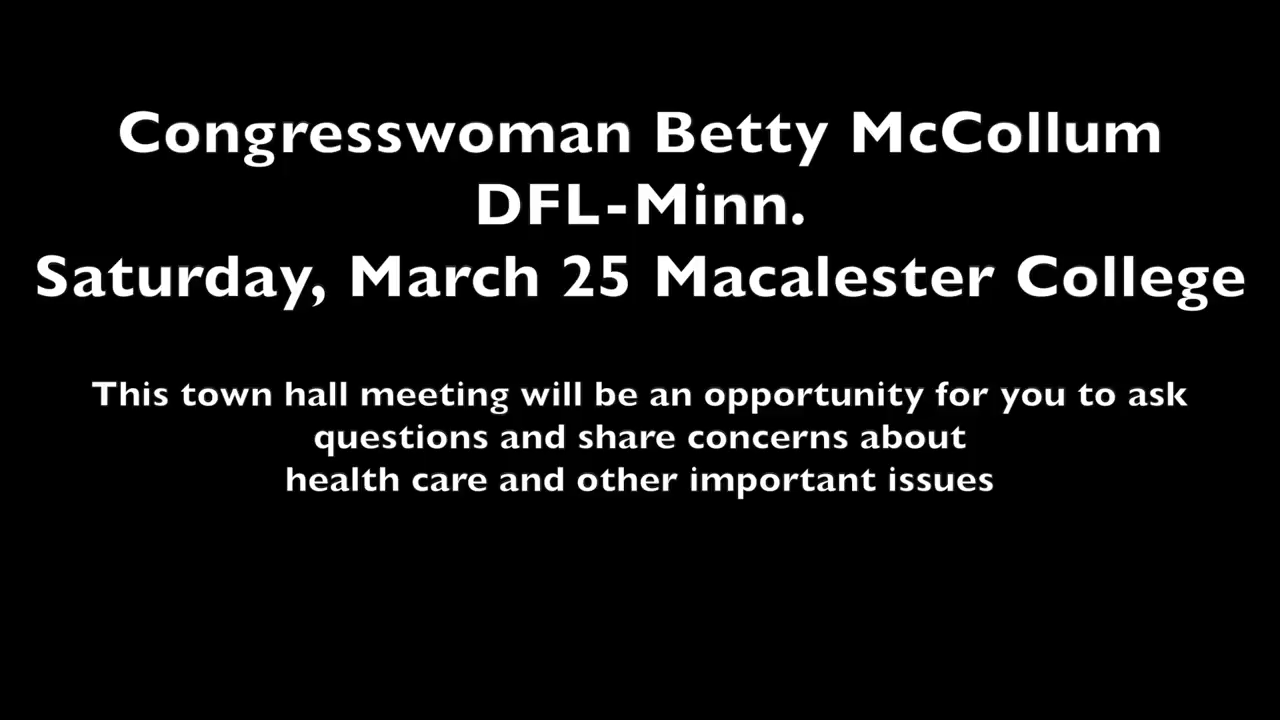 Congresswoman Betty McCollum
DFL-Minn.
Saturday, March 25 Macalester College
This town hall meeting will be an opportunity for you to ask
questions and share concerns about
health care and other important issues